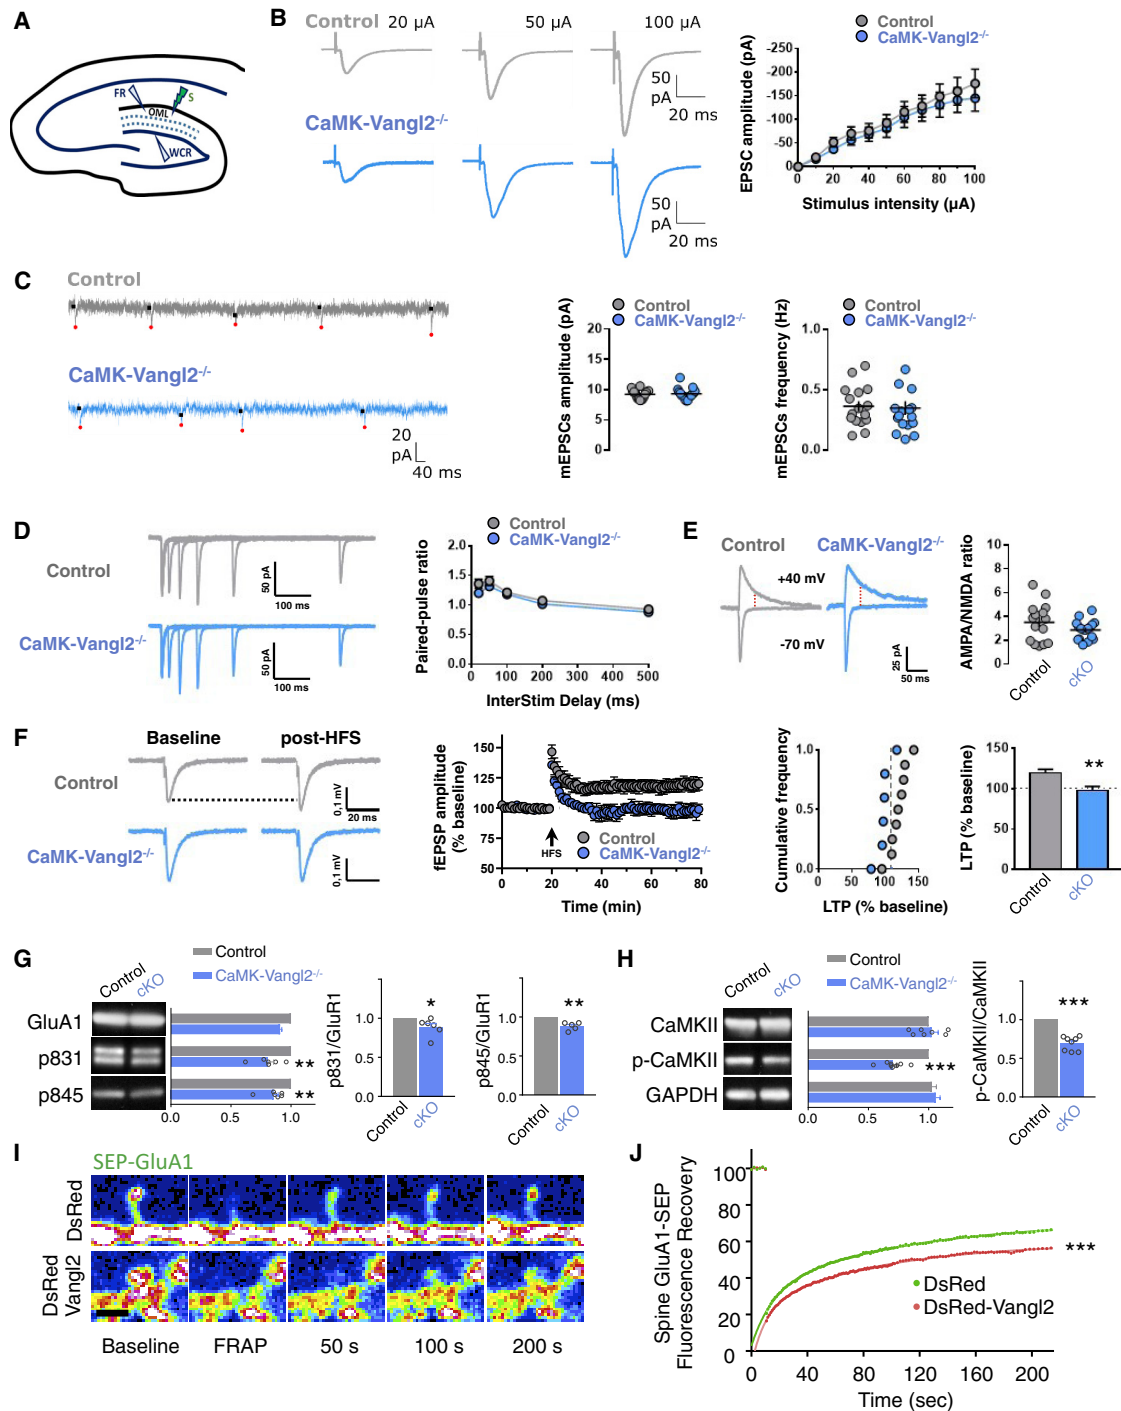 A
FR
S
OML
WCR
B
Control 20 µA 50 µA 100 µA
50
pA
20 ms
CaMK-Vangl2-/-
50
pA
20 ms
Control
CaMK-Vangl2-/-
EPSC amplitude (pA)
-250
-200
-150
-100
-50
0
0 20 40 60 80 100
Stimulus intensity (µA)
C
Control
CaMK-Vangl2-/-
20
pA
40 ms
Control
CaMK-Vangl2-/-
mEPSCs amplitude (pA)
20
15
10
5
0
Control
CaMK-Vangl2-/-
mEPSCs frequency (Hz)
1.0
0.5
0.0
D
Control
50 pA
100 ms
CaMK-Vangl2-/-
50 pA
100 ms
Control
CaMK-Vangl2-/-
Paired-pulse ratio
2.0
1.5
1.0
0.5
0.0
0 100 200 300 400 500
InterStim Delay (ms)
E
Control CaMK-Vangl2-/-
+40 mV
-70 mV
25 pA
50 ms
AMPA/NMDA ratio
10
8
6
4
2
0
Control cKO
F
Baseline post-HFS
Control
0,1 mV
20 ms
CaMK-Vangl2-/-
0,1 mV
fEPSP amplitude
(% baseline)
150
125
100
75
50
HFS
Control
CaMK-Vangl2-/-
0 20 40 60 80
Time (min)
Cumulative frequency
1.0
0.5
0.0
0 50 100 150
LTP (% baseline)
LTP (% baseline)
150
100
50
0
**
Control cKO
G
Control
CaMK-Vangl2-/-
Control cKO
GluA1
p831 **
p845 **
0.0 0.5 1.0
p831/GluR1
1.0
0.5
0.0
*
Control cKO
p845/GluR1
1.0
0.5
0.0
**
Control cKO
H
Control
CaMK-Vangl2-/-
Control cKO
CaMKII
p-CaMKII ***
GAPDH
0.0 0.5 1.0
p-CaMKII/CaMKII
1.0
0.5
0.0
***
Control cKO
I
SEP-GluA1
DsRed
DsRed
Vangl2
Baseline FRAP 50 s 100 s 200 s
J
Spine GluA1-SEP
Fluorescence Recovery
100
80
60
40
20
0
***
DsRed
DsRed-Vangl2
0 40 80 120 160 200
Time (sec)